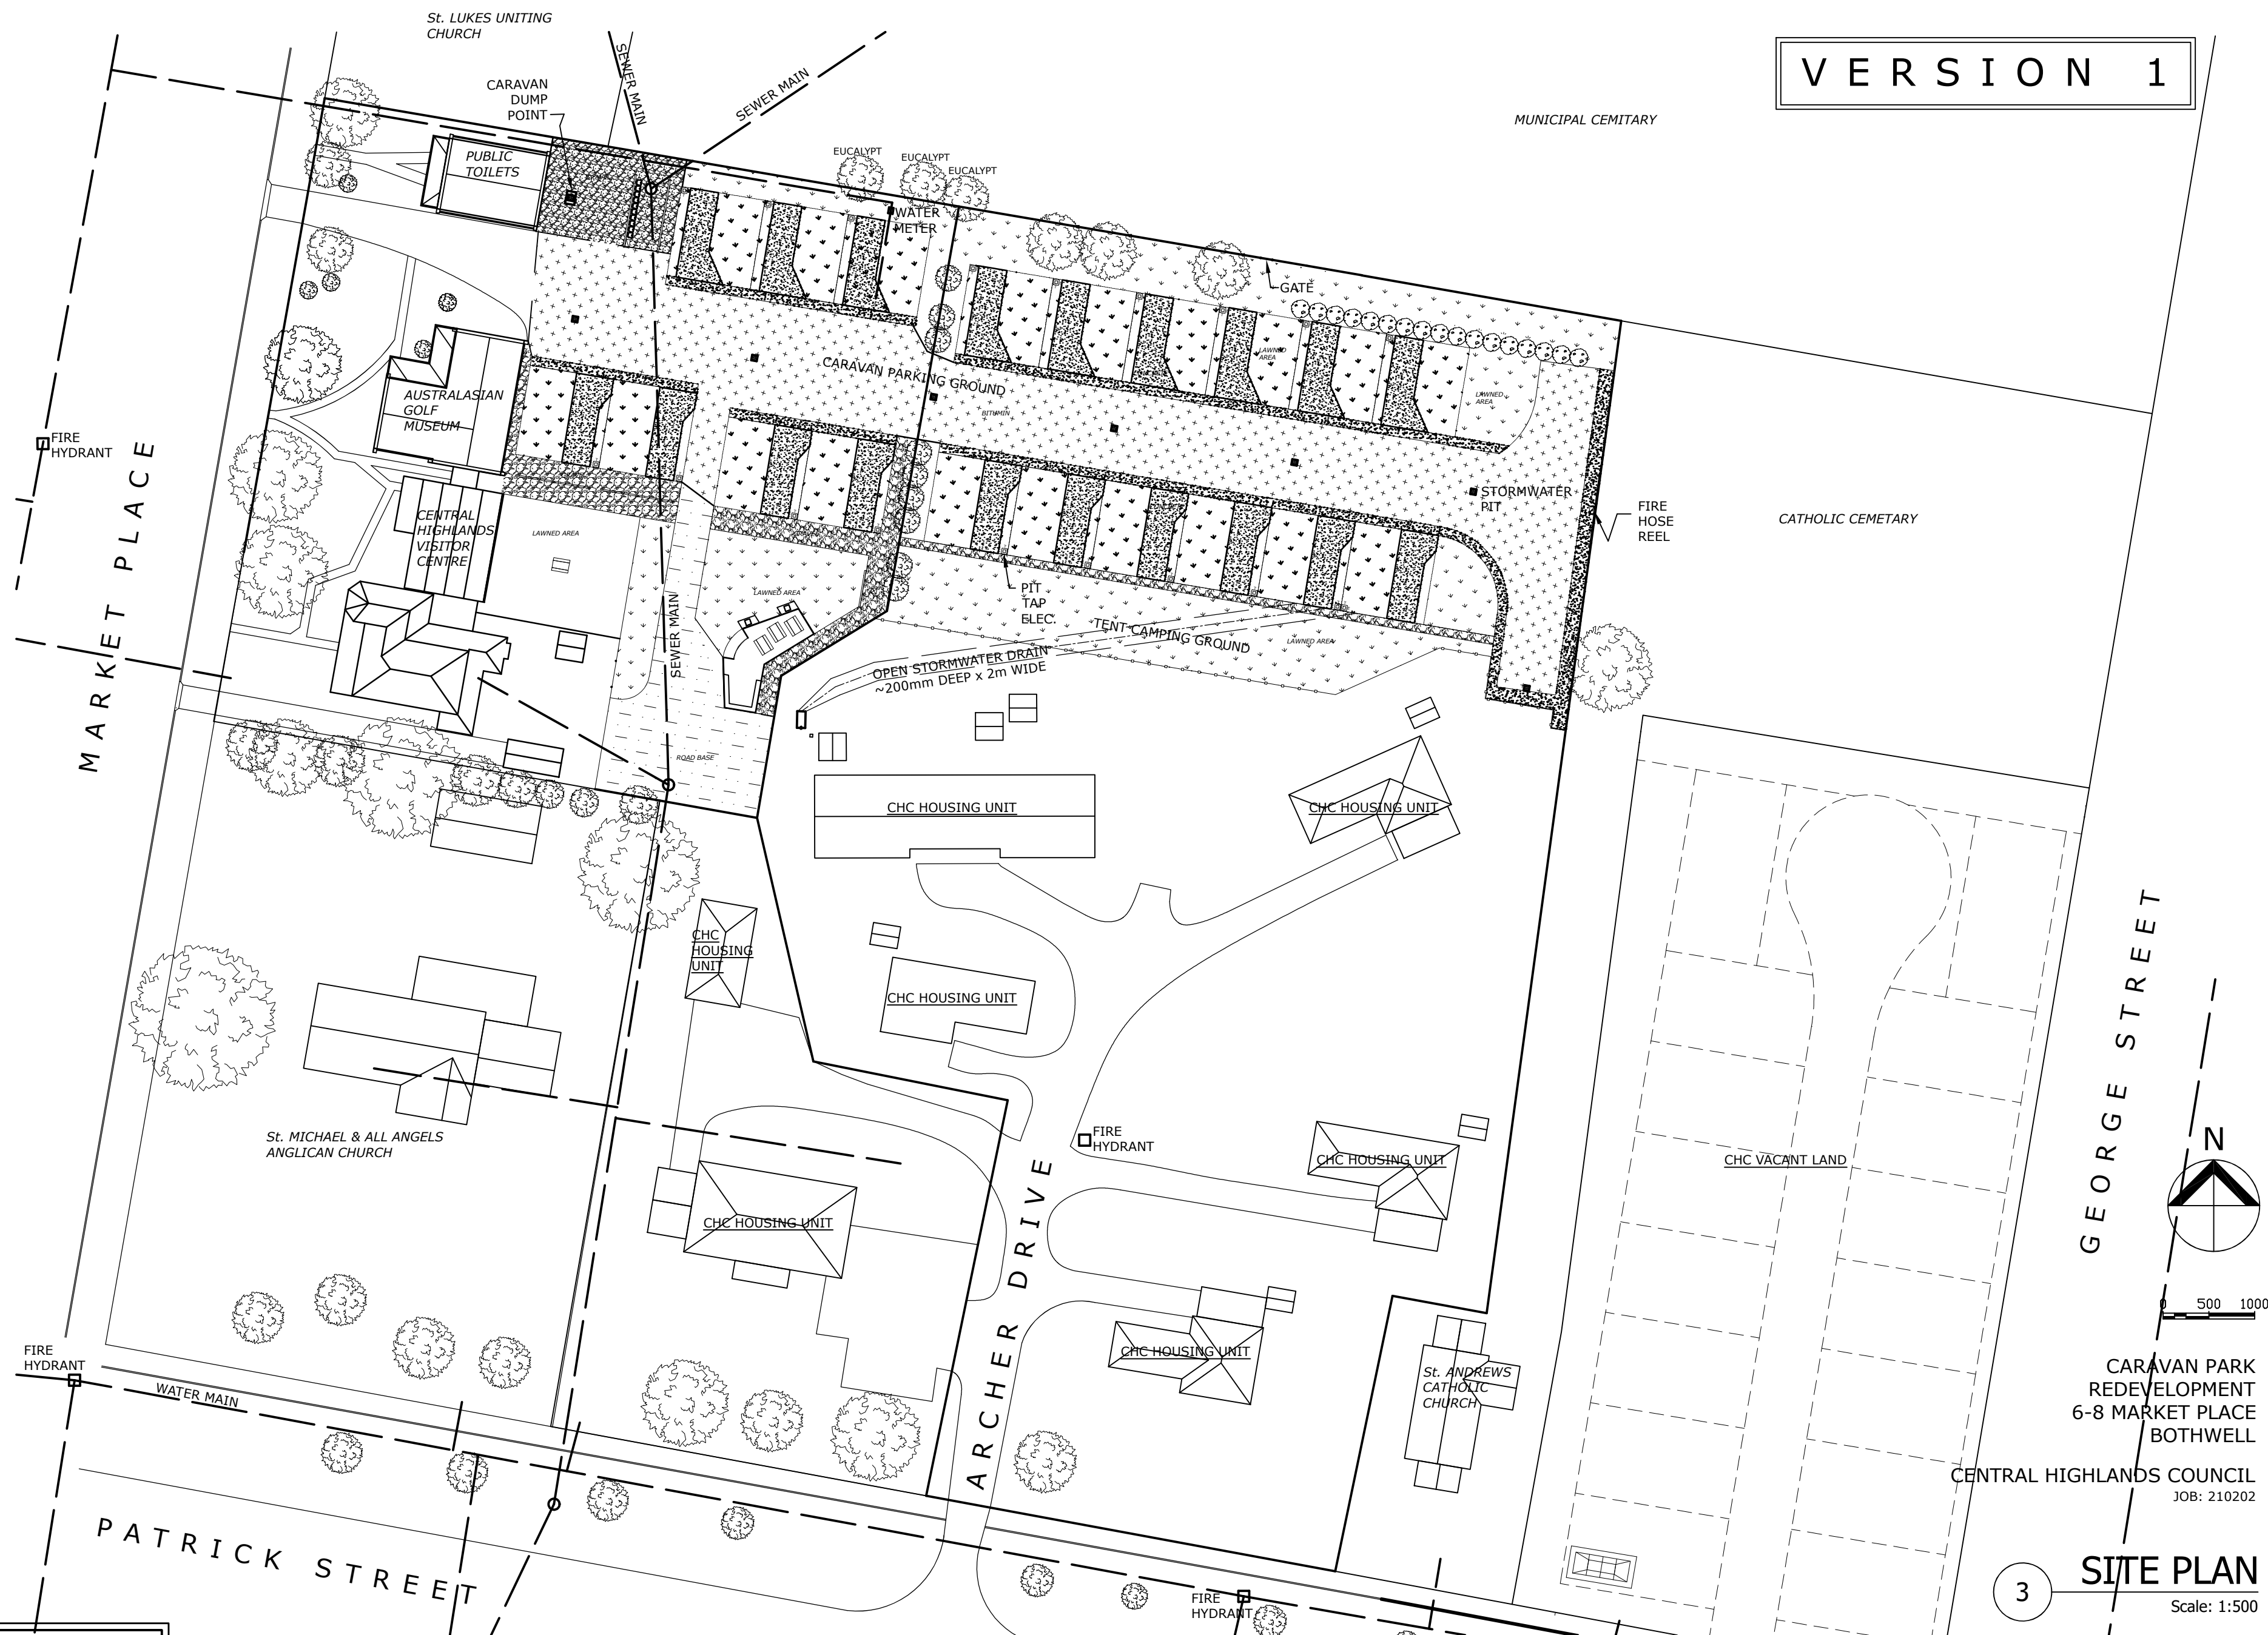 St. LUKES UNITING
CHURCH
VERSION 1
SEWER MAIN
SEWER MAIN
CARAVAN
DUMP
POINT
MUNICIPAL CEMITARY
PUBLIC
TOILETS
EUCALYPT
EUCALYPT
EUCALYPT
WATER
METER
GATE
CARAVAN PARKING GROUND
LAWNED
AREA
LAWNED
AREA
BITUMIN
AUSTRALASIAN
GOLF
MUSEUM
FIRE
HYDRANT
MARKET PLACE
STORMWATER
PIT
FIRE
HOSE
REEL
CATHOLIC CEMETARY
CENTRAL
HIGHLANDS
VISITOR
CENTRE
LAWNED AREA
LAWNED AREA
PIT
TAP
ELEC.
TENT CAMPING GROUND
LAWNED AREA
SEWER MAIN
OPEN STORMWATER DRAIN
~200mm DEEP x 2m WIDE
ROAD BASE
CHC HOUSING UNIT
CHC HOUSING UNIT
CHC
HOUSING
UNIT
CHC HOUSING UNIT
GEORGE STREET
St. MICHAEL & ALL ANGELS
ANGLICAN CHURCH
FIRE
HYDRANT
CHC HOUSING UNIT
CHC VACANT LAND
N
CHC HOUSING UNIT
ARCHER DRIVE
0 500 1000
CHC HOUSING UNIT
FIRE
HYDRANT
WATER MAIN
St. ANDREWS
CATHOLIC
CHURCH
CARAVAN PARK
REDEVELOPMENT
6-8 MARKET PLACE
BOTHWELL
CENTRAL HIGHLANDS COUNCIL
JOB: 210202
PATRICK STREET
FIRE
HYDRANT
3
SITE PLAN
Scale: 1:500